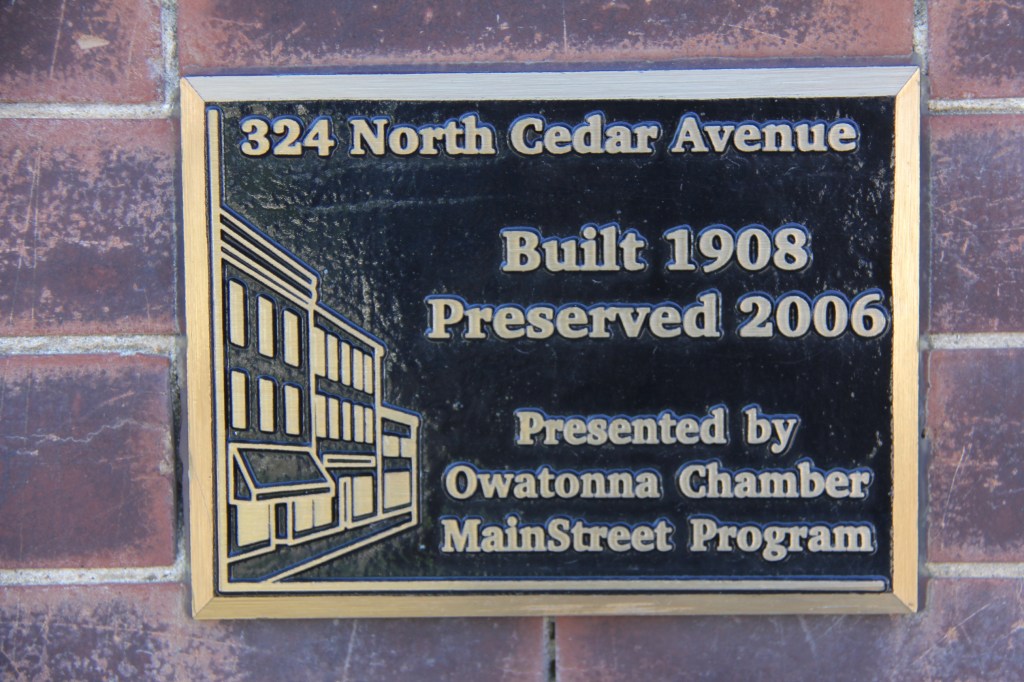 324 North Cedar Avenue
Built 1908
Preserved 2006
Presented by
Owatonna Chamber
MainStreet Program